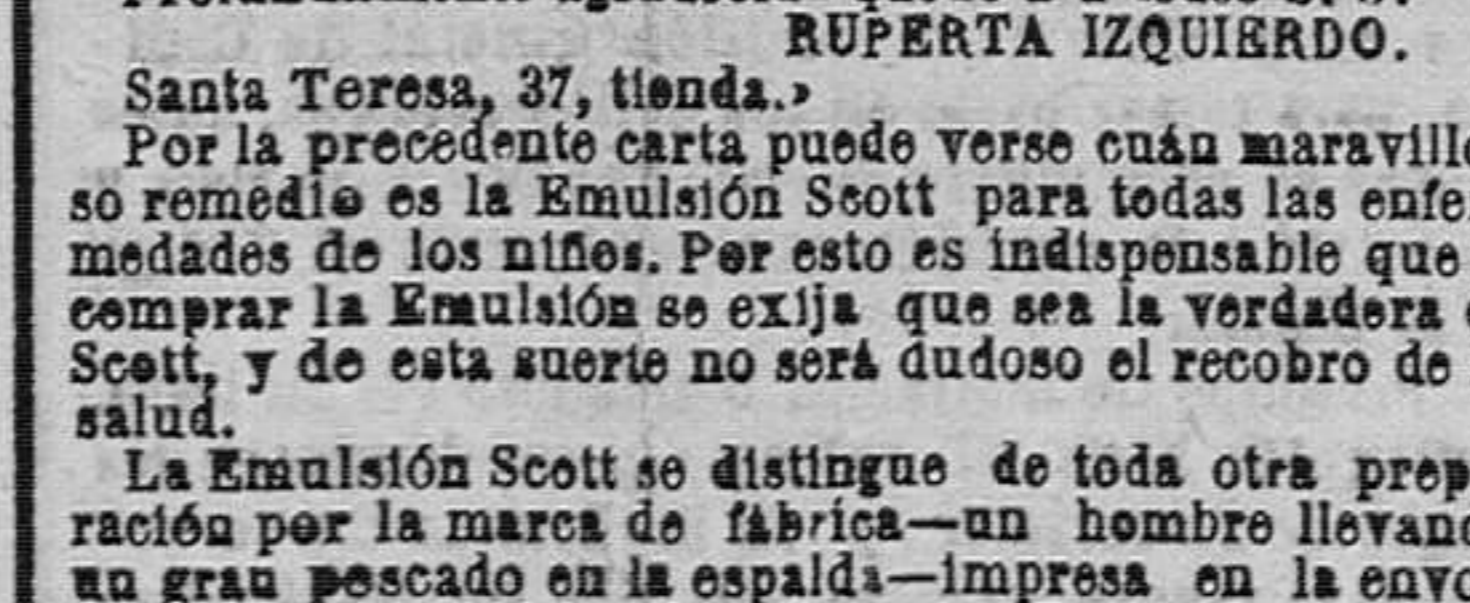 RUPERTA IZQUIERDO.
Santa Teresa, 37, tienda.»
Por la precedente carta puede verse cuán maravillo
so remedio es la Emulsión Scott para todas las enfe
medades de los niños. Por esto es indispensable que
comprar la Emulsión se exija que sea la verdadera
Scott, y de esta suerte no será dudoso el recobro de
salud.
La Emulsión Scott se distingue de toda otra prep
ración por la marca de fábrica—un hombre llevand
un gran pescado en la espalda—impresa en la envo